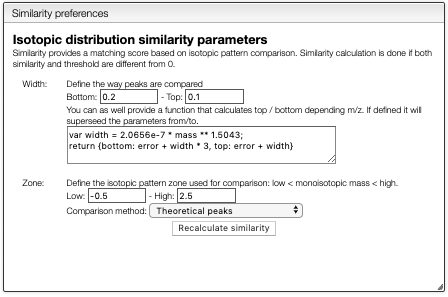 Similarity preferences
Isotopic distribution similarity parameters
Similarity provides a matching score based on isotopic pattern comparison. Similarity calculation is done if both
similarity and threshold are different from 0.
Width: Define the way peaks are compared
Bottom: 0.2 - Top: 0.1
You can as well provide a function that calculates top / bottom depending m/z. If defined it will
superseed the parameters from/to.
var width = 2.0656e-7 * mass ** 1.5043;
return {bottom: error + width * 3, top: error + width}
Zone: Define the isotopic pattern zone used for comparison: low < monoisotopic mass < high.
Low: -0.5 - High: 2.5
Comparison method: Theoretical peaks
Recalculate similarity